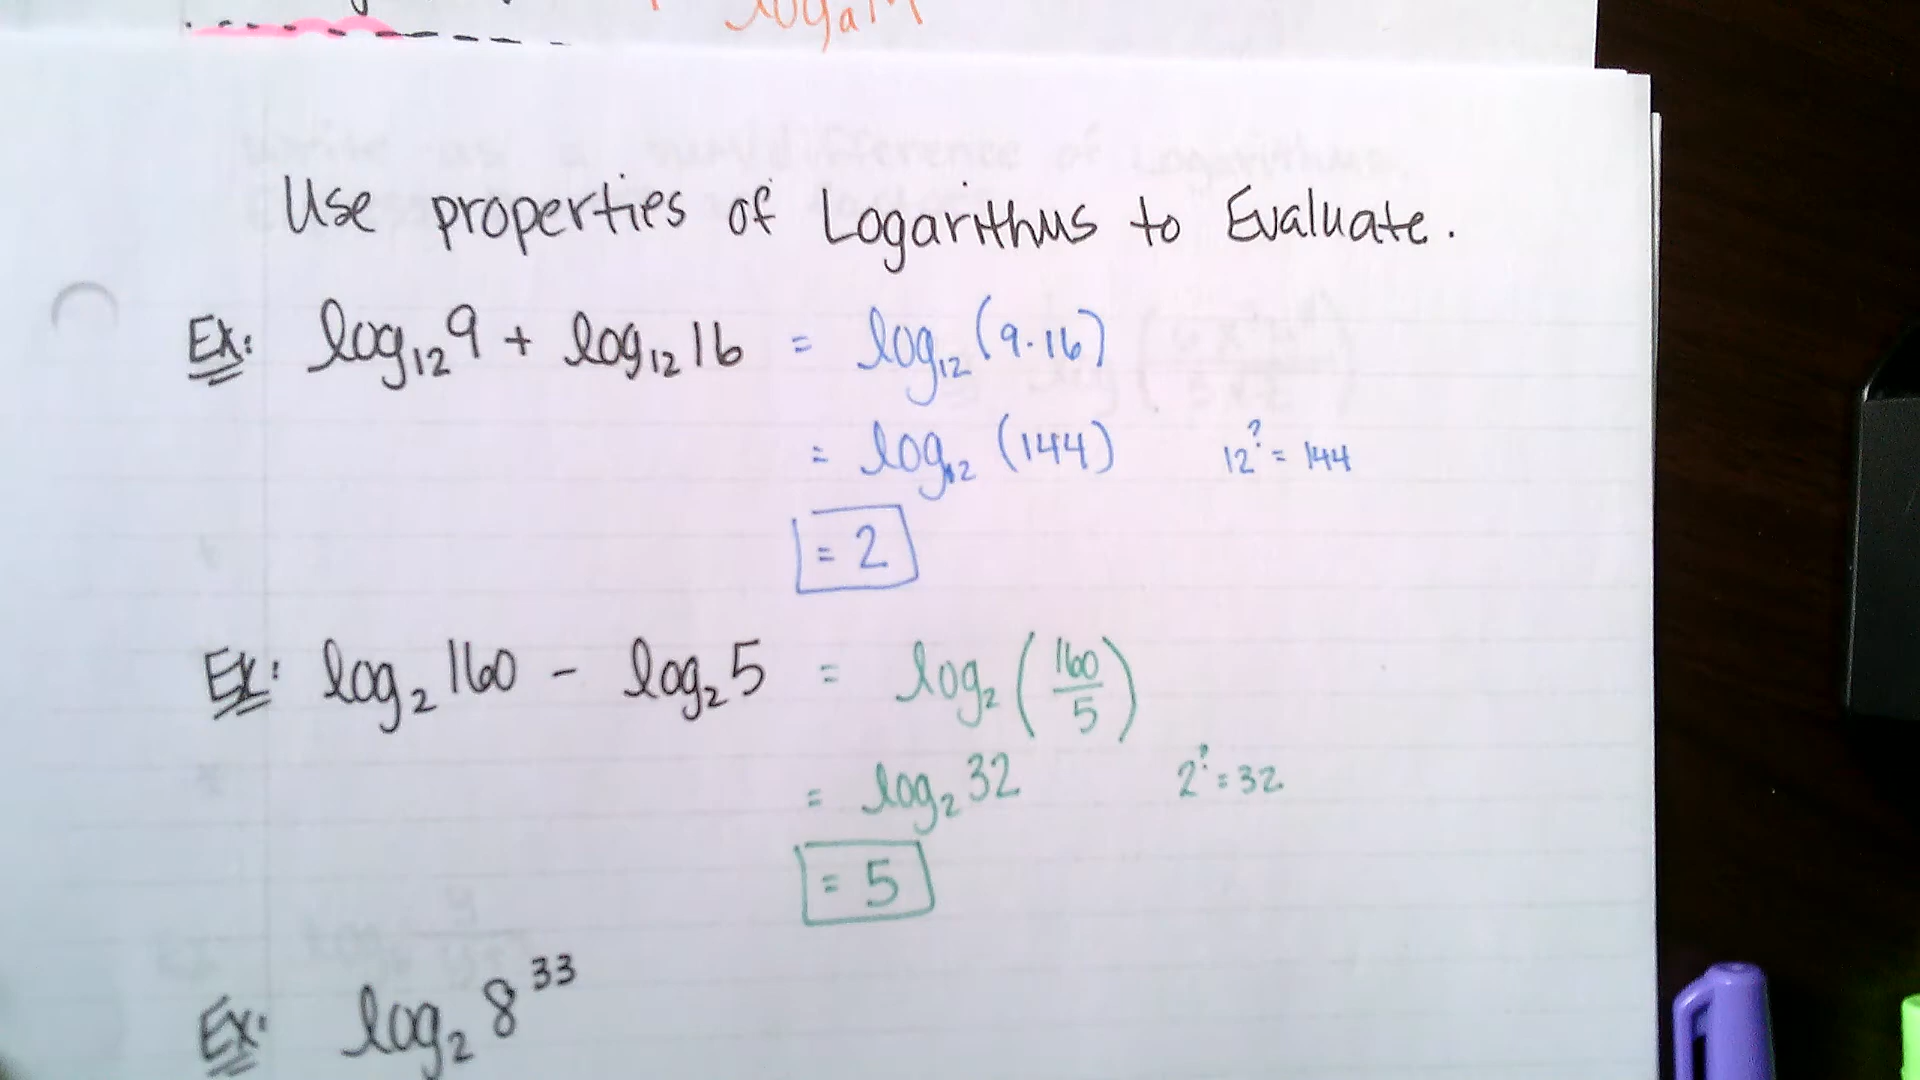 logₐM
Use properties of Logarithms to Evaluate.
Ex: log₁₂9 + log₁₂16 = log₁₂(9·16)
= log₁₂(144) 12^? = 144
= 2
Ex: log₂160 - log₂5 = log₂(160/5)
= log₂32 2^? = 32
= 5
Ex: log₂8³³